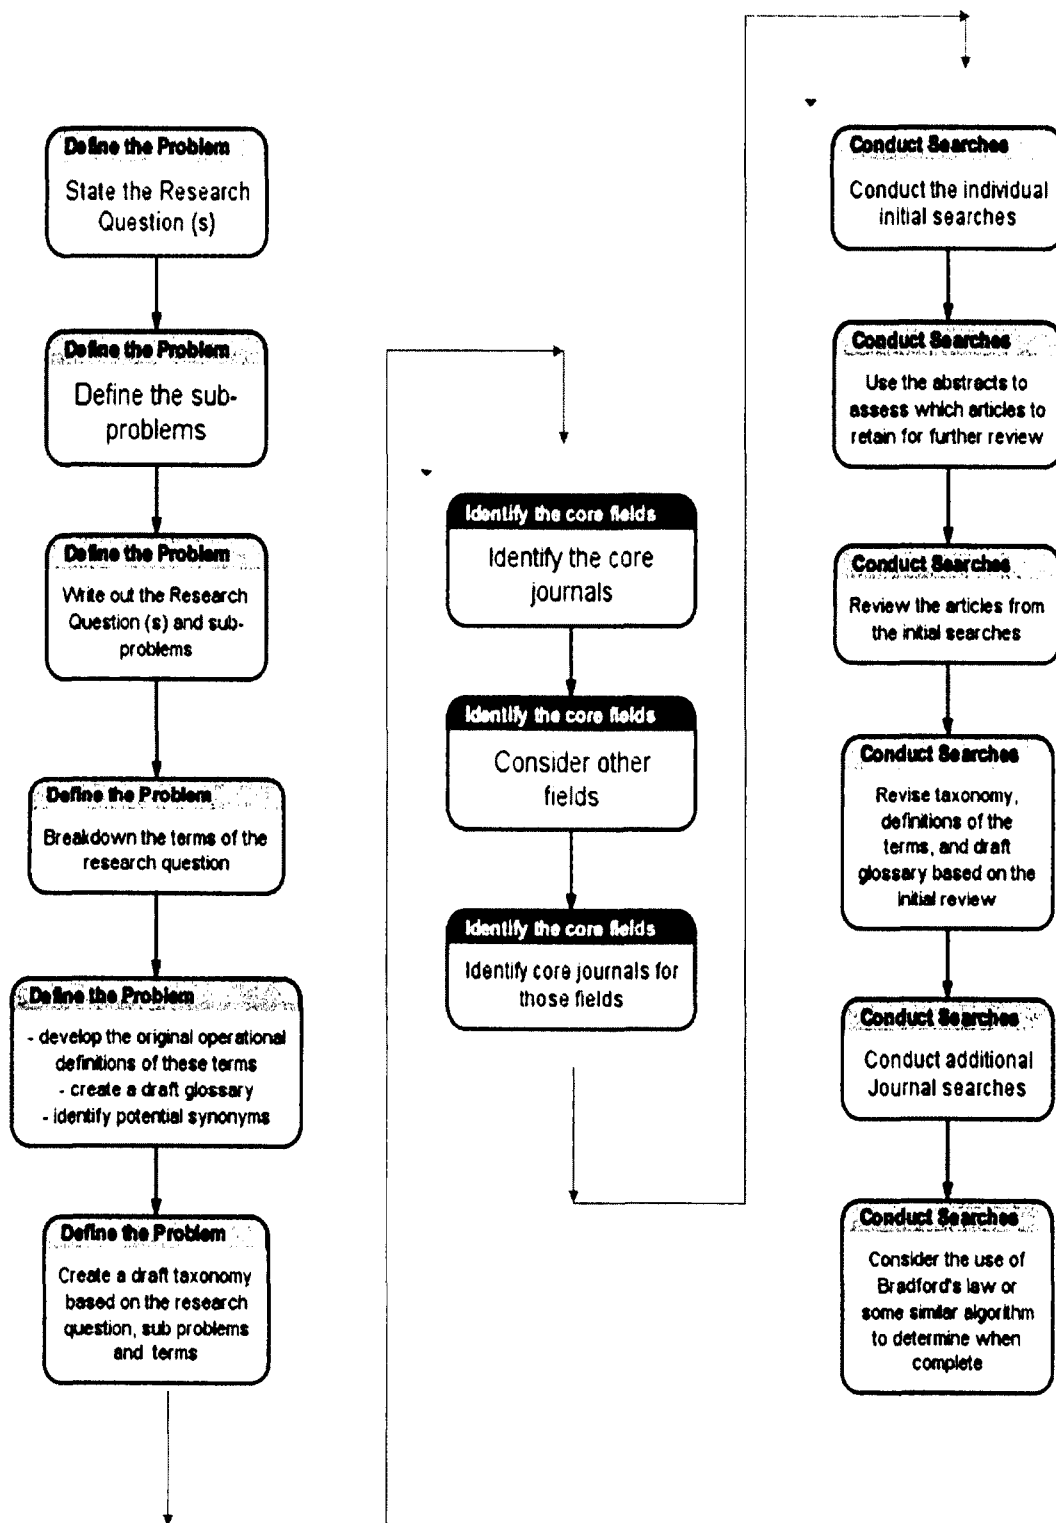 Define the Problem
State the Research
Question (s)
Define the Problem
Define the sub-
problems
Define the Problem
Write out the Research
Question (s) and sub-
problems
Define the Problem
Breakdown the terms of the
research question
Define the Problem
- develop the original operational
definitions of these terms
- create a draft glossary
- identify potential synonyms
Define the Problem
Create a draft taxonomy
based on the research
question, sub problems
and terms
Identify the core fields
Identify the core
journals
Identify the core fields
Consider other
fields
Identify the core fields
Identify core journals for
those fields
Conduct Searches
Conduct the individual
initial searches
Conduct Searches
Use the abstracts to
assess which articles to
retain for further review
Conduct Searches
Review the articles from
the initial searches
Conduct Searches
Revise taxonomy,
definitions of the
terms, and draft
glossary based on the
initial review
Conduct Searches
Conduct additional
Journal searches
Conduct Searches
Consider the use of
Bradford's law or
some similar algorithm
to determine when
complete